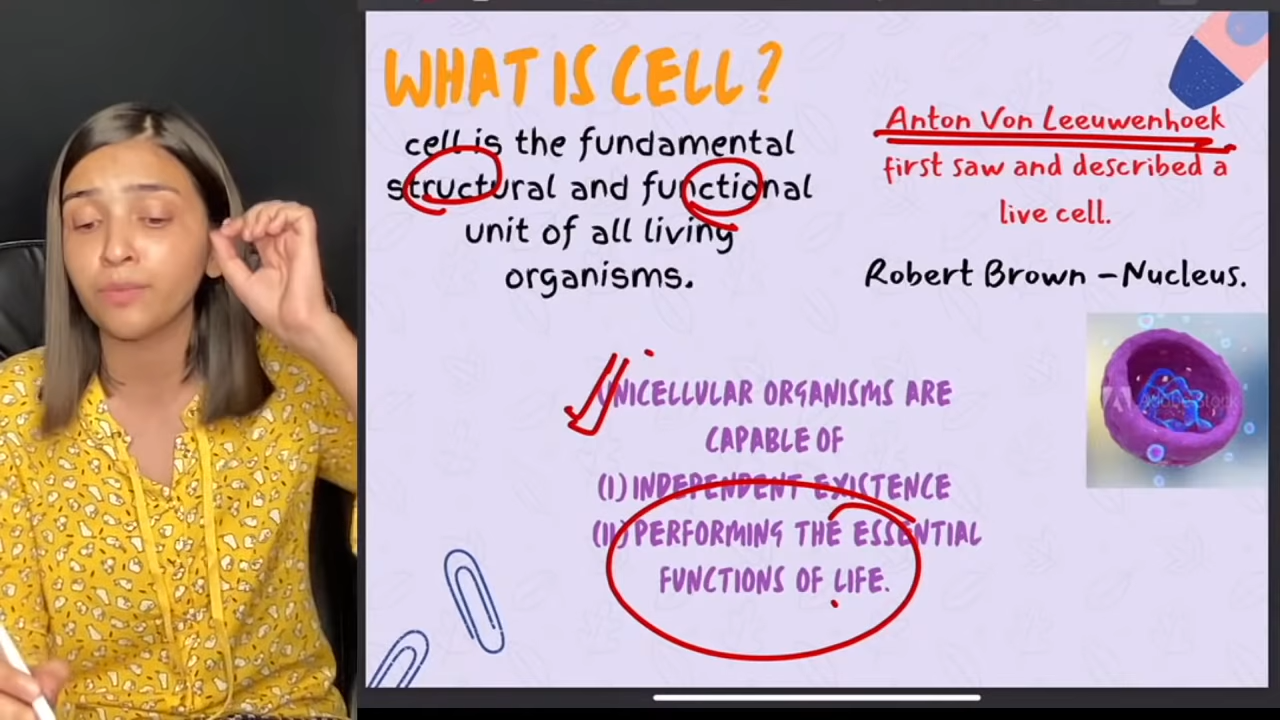 WHAT IS CELL?
cell is the fundamental
structural and functional
unit of all living
organisms.
Anton Von Leeuwenhoek
first saw and described a
live cell.
Robert Brown – Nucleus.
UNICELLULAR ORGANISMS ARE
CAPABLE OF
(I) INDEPENDENT EXISTENCE
(II) PERFORMING THE ESSENTIAL
FUNCTIONS OF LIFE.
Adobe Stock